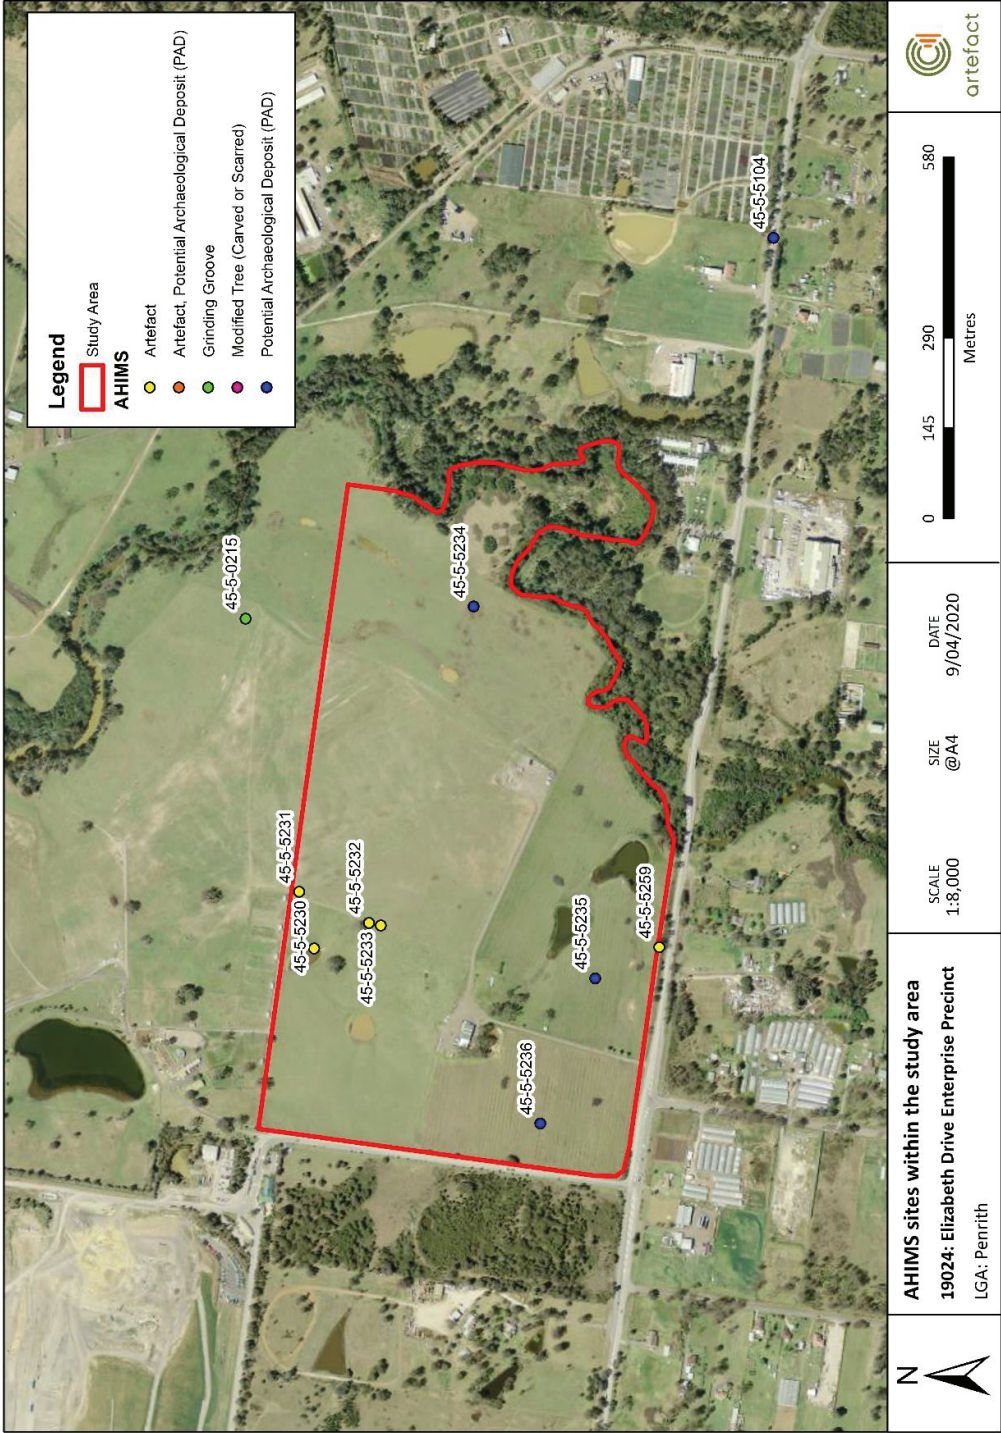 Legend
Study Area
AHIMS
Artefact
Artefact, Potential Archaeological Deposit (PAD)
Grinding Groove
Modified Tree (Carved or Scarred)
Potential Archaeological Deposit (PAD)
45-5-0215
45-5-5231
45-5-5230
45-5-5232
45-5-5233
45-5-5234
45-5-5235
45-5-5259
45-5-5236
45-5-5104
N
AHIMS sites within the study area
19024: Elizabeth Drive Enterprise Precinct
LGA: Penrith
SCALE
1:8,000
SIZE
@A4
DATE
9/04/2020
0 145 290 580
Metres
artefact